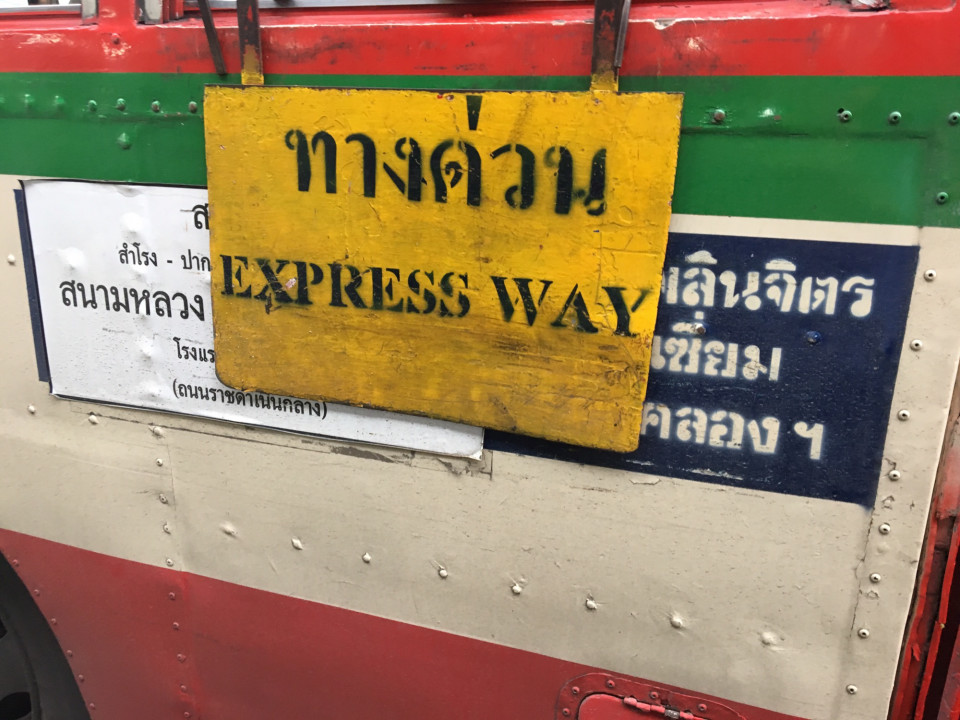 ทางด่วน
EXPRESS WAY
ส
สำโรง - ปาก
สนามหลวง
โรงแร
(ถนนราชดำเนินกลาง)
ลินจิตร
เซี่ยม
คลอง ฯ